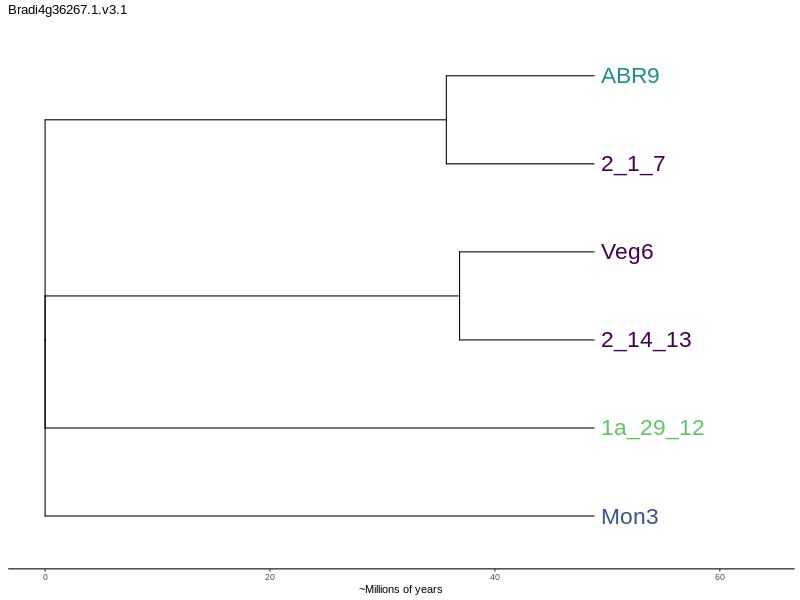 Bradi4g36267.1.v3.1
ABR9
2_1_7
Veg6
2_14_13
1a_29_12
Mon3
0 20 40 60
~Millions of years